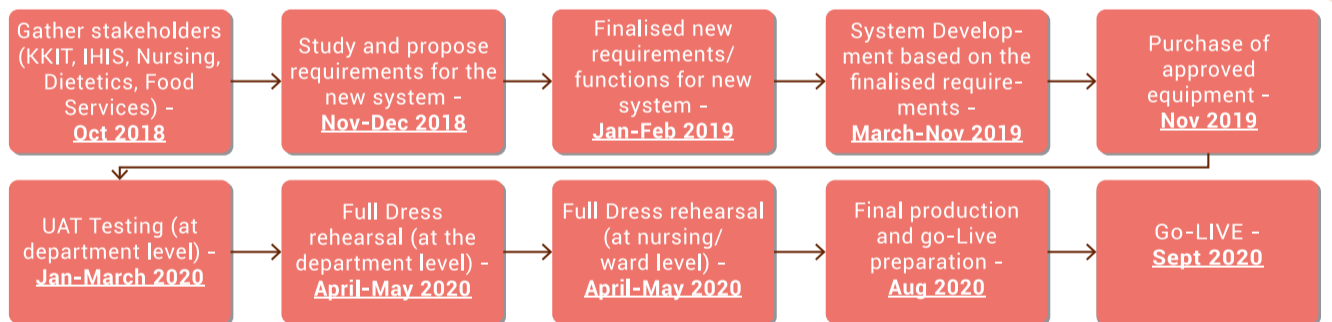 Gather stakeholders
(KKIT, IHIS, Nursing,
Dietetics, Food
Services) -
Oct 2018
Study and propose
requirements for the
new system -
Nov-Dec 2018
Finalised new
requirements/
functions for new
system -
Jan-Feb 2019
System Develop-
ment based on the
finalised require-
ments -
March-Nov 2019
Purchase of
approved
equipment -
Nov 2019
UAT Testing (at
department level) -
Jan-March 2020
Full Dress
rehearsal (at the
department level) -
April-May 2020
Full Dress rehearsal
(at nursing/
ward level) -
April-May 2020
Final production
and go-Live
preparation -
Aug 2020
Go-LIVE -
Sept 2020